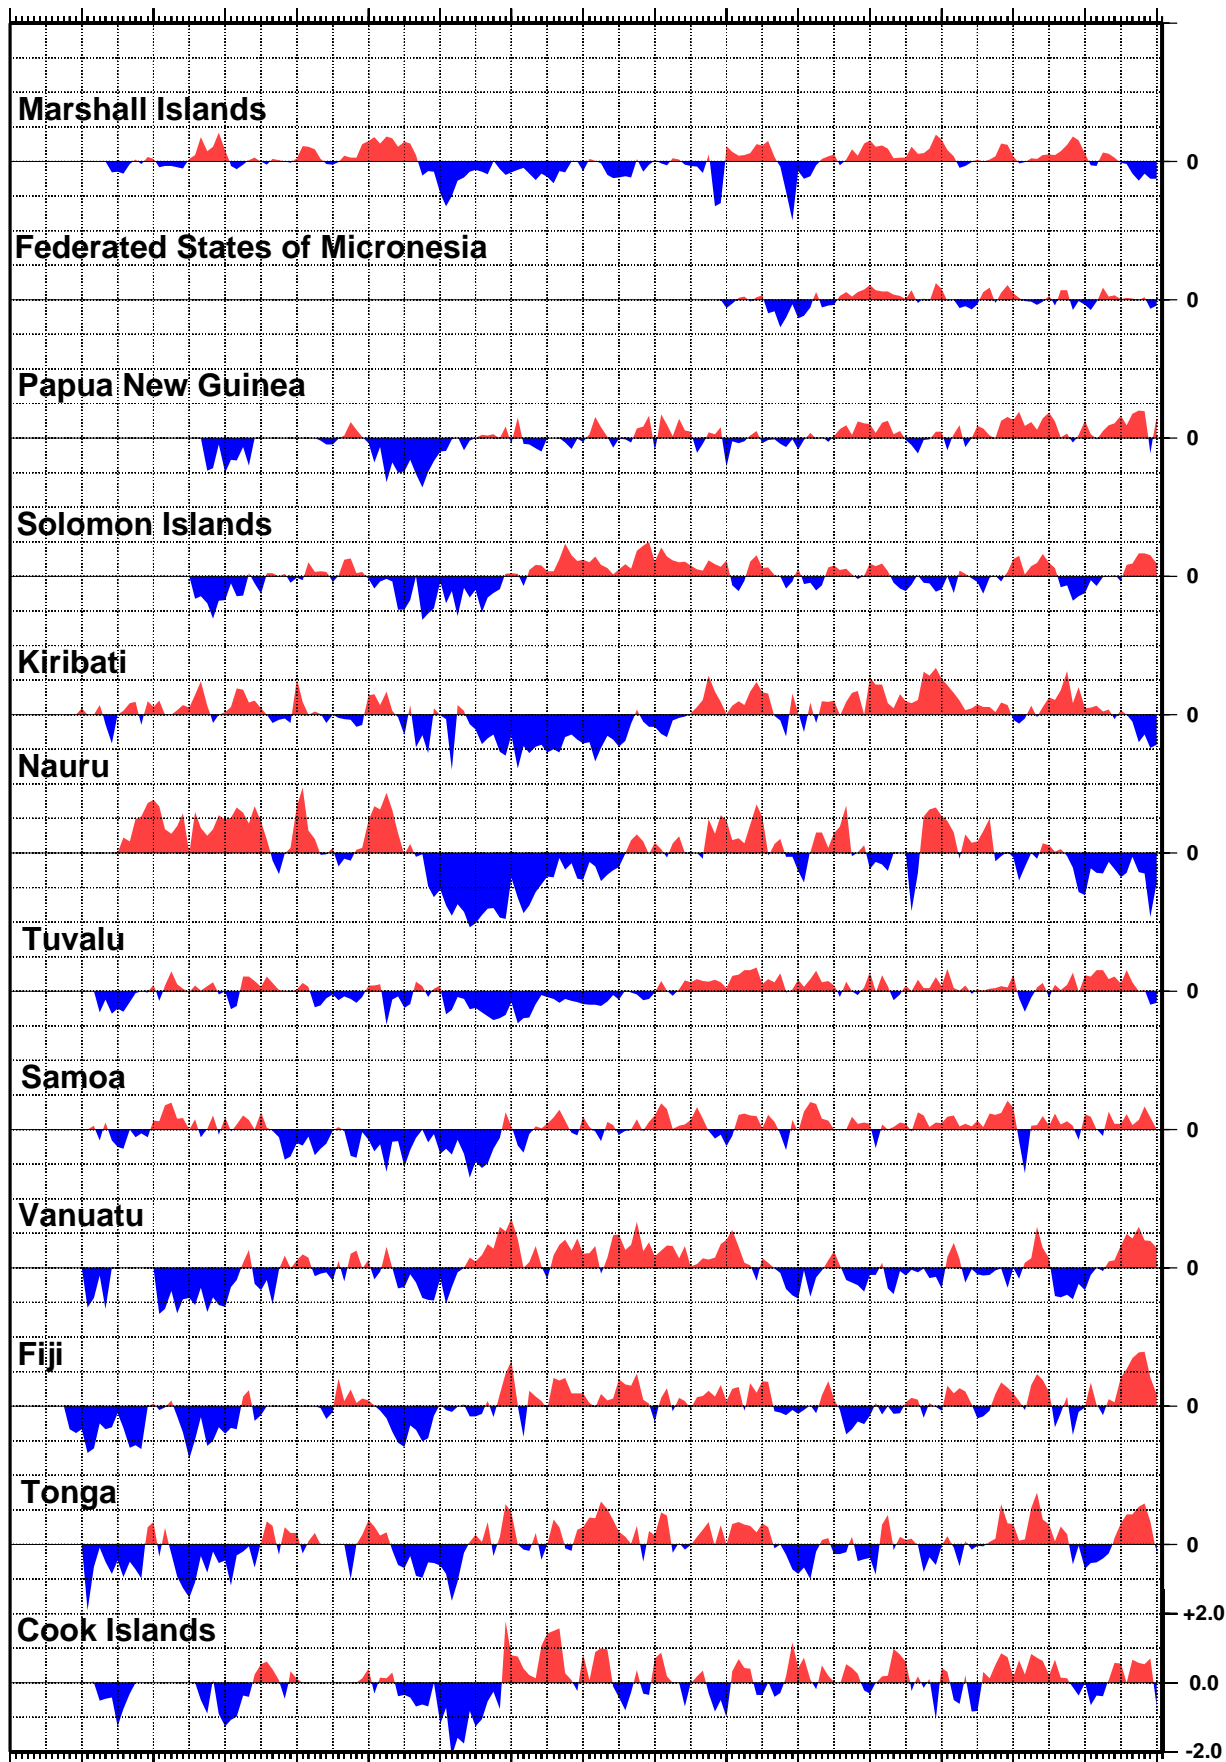 Marshall Islands
0
Federated States of Micronesia
0
Papua New Guinea
0
Solomon Islands
0
Kiribati
0
Nauru
0
Tuvalu
0
Samoa
0
Vanuatu
0
Fiji
0
Tonga
0
+2.0
Cook Islands
0.0
-2.0